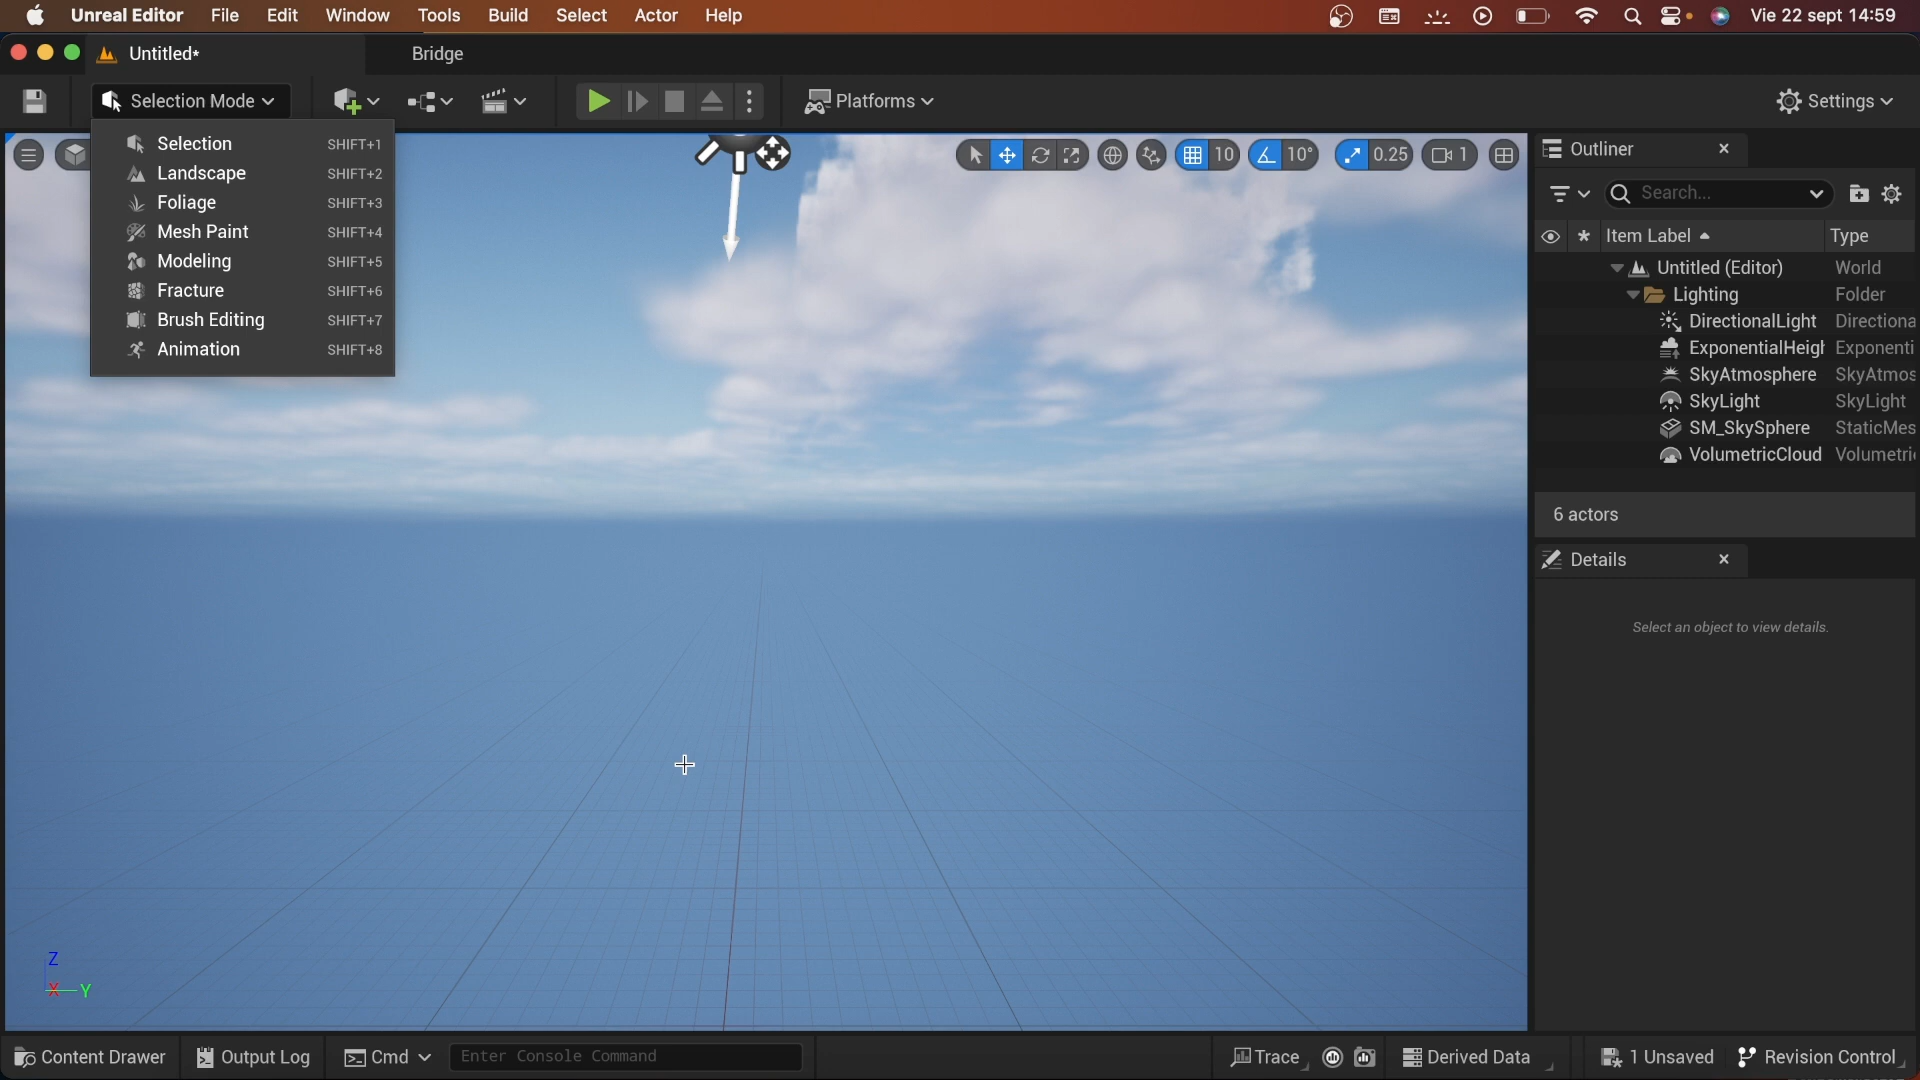 Unreal Editor File Edit Window Tools Build Select Actor Help Vie 22 sept 14:59
Untitled* Bridge
Selection Mode Platforms Settings
Selection SHIFT+1
Landscape SHIFT+2
Foliage SHIFT+3
Mesh Paint SHIFT+4
Modeling SHIFT+5
Fracture SHIFT+6
Brush Editing SHIFT+7
Animation SHIFT+8
10 10° 0.25 1
Outliner
Search...
Item Label Type
Untitled (Editor) World
Lighting Folder
DirectionalLight Directiona
ExponentialHeigh Exponenti
SkyAtmosphere SkyAtmos
SkyLight SkyLight
SM_SkySphere StaticMes
VolumetricCloud Volumetri
6 actors
Details
Select an object to view details.
Z
X Y
Content Drawer Output Log Cmd Enter Console Command Trace Derived Data 1 Unsaved Revision Control